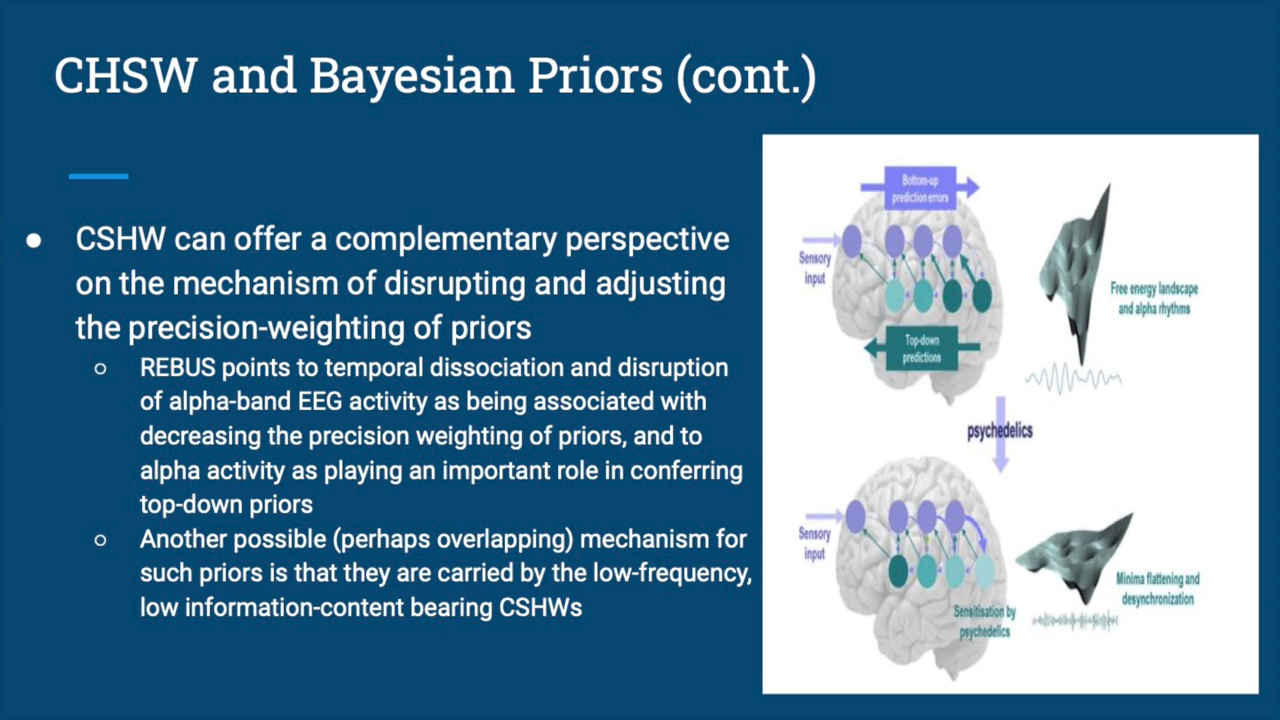 CHSW and Bayesian Priors (cont.)
● CSHW can offer a complementary perspective
on the mechanism of disrupting and adjusting
the precision-weighting of priors
○ REBUS points to temporal dissociation and disruption
of alpha-band EEG activity as being associated with
decreasing the precision weighting of priors, and to
alpha activity as playing an important role in conferring
top-down priors
○ Another possible (perhaps overlapping) mechanism for
such priors is that they are carried by the low-frequency,
low information-content bearing CSHWs
Bottom-up
prediction errors
Sensory
input
Top-down
predictions
Free energy landscape
and alpha rhythms
psychedelics
Sensory
input
Sensitisation by
psychedelics
Minima flattening and
desynchronization